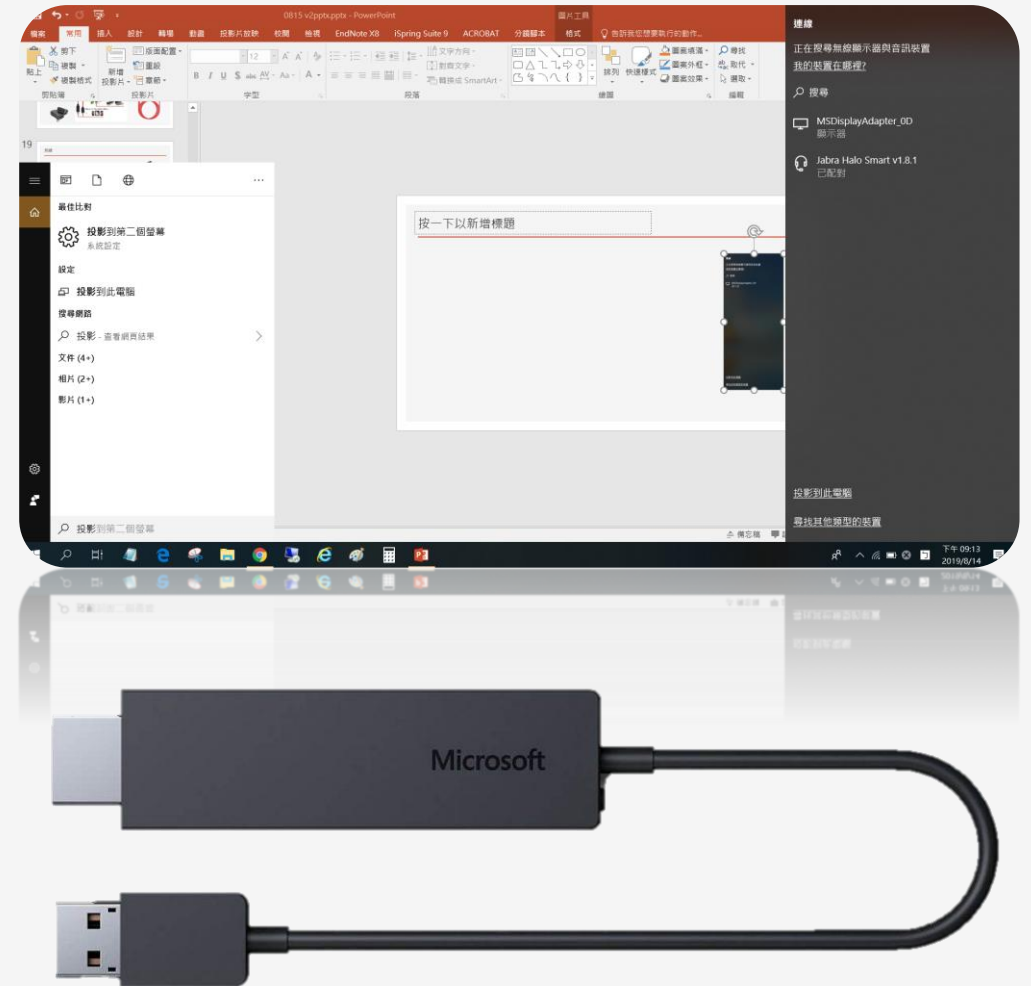 0815 v2pptx.pptx - PowerPoint
圖片工具
檔案 常用 插入 設計 轉場 動畫 投影片放映 校閱 檢視 EndNote X8 iSpring Suite 9 ACROBAT 分鏡腳本 格式 告訴我您想要執行的動作...
貼上
剪下
複製
複製格式
新增
投影片
版面配置
重設
章節
12
文字方向
對齊文字
轉換成 SmartArt
排列 快速樣式
圖案填滿
圖案外框
圖案效果
尋找
取代
選取
剪貼簿 投影片 字型 段落 繪圖 編輯
19
最佳比對
投影到第二個螢幕
系統設定
設定
投影到此電腦
搜尋網路
投影 - 查看網頁結果
文件 (4+)
相片 (2+)
影片 (1+)
投影到第二個螢幕
按一下以新增標題
備忘稿
連線
正在搜尋無線顯示器與音訊裝置
我的裝置在哪裡?
搜尋
MSDisplayAdapter_0D
顯示器
Jabra Halo Smart v1.8.1
已配對
投影到此電腦
尋找其他類型的裝置
下午 09:13
2019/8/14
Microsoft